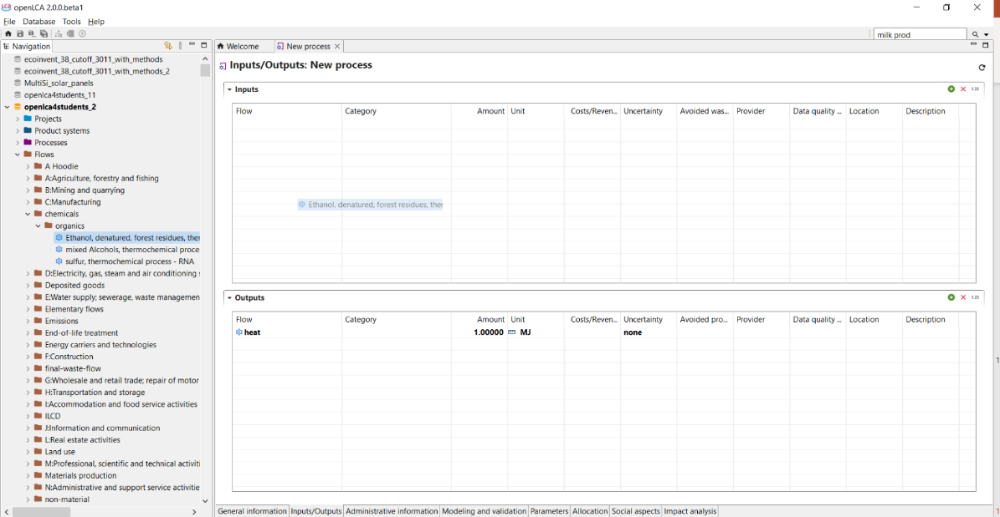 openLCA 2.0.0.beta1
File Database Tools Help
milk prod
Navigation
Welcome
New process
ecoinvent_38_cutoff_3011_with_methods
ecoinvent_38_cutoff_3011_with_methods_2
MultiSi_solar_panels
openlca4students_11
openlca4students_2
Projects
Product systems
Processes
Flows
A Hoodie
A:Agriculture, forestry and fishing
B:Mining and quarrying
C:Manufacturing
chemicals
organics
Ethanol, denatured, forest residues, ther
mixed Alcohols, thermochemical proce
sulfur, thermochemical process - RNA
D:Electricity, gas, steam and air conditioning s
Deposited goods
E:Water supply; sewerage, waste managemen
Elementary flows
Emissions
End-of-life treatment
Energy carriers and technologies
F:Construction
final-waste-flow
G:Wholesale and retail trade; repair of motor
H:Transportation and storage
I:Accommodation and food service activities
ILCD
J:Information and communication
L:Real estate activities
Land use
M:Professional, scientific and technical activiti
Materials production
N:Administrative and support service activitie
non-material
Inputs/Outputs: New process
Inputs
Flow Category Amount Unit Costs/Reven... Uncertainty Avoided was... Provider Data quality ... Location Description
Ethanol, denatured, forest residues, ther
Outputs
Flow Category Amount Unit Costs/Reven... Uncertainty Avoided pro... Provider Data quality ... Location Description
heat 1.00000 MJ none
General information Inputs/Outputs Administrative information Modeling and validation Parameters Allocation Social aspects Impact analysis